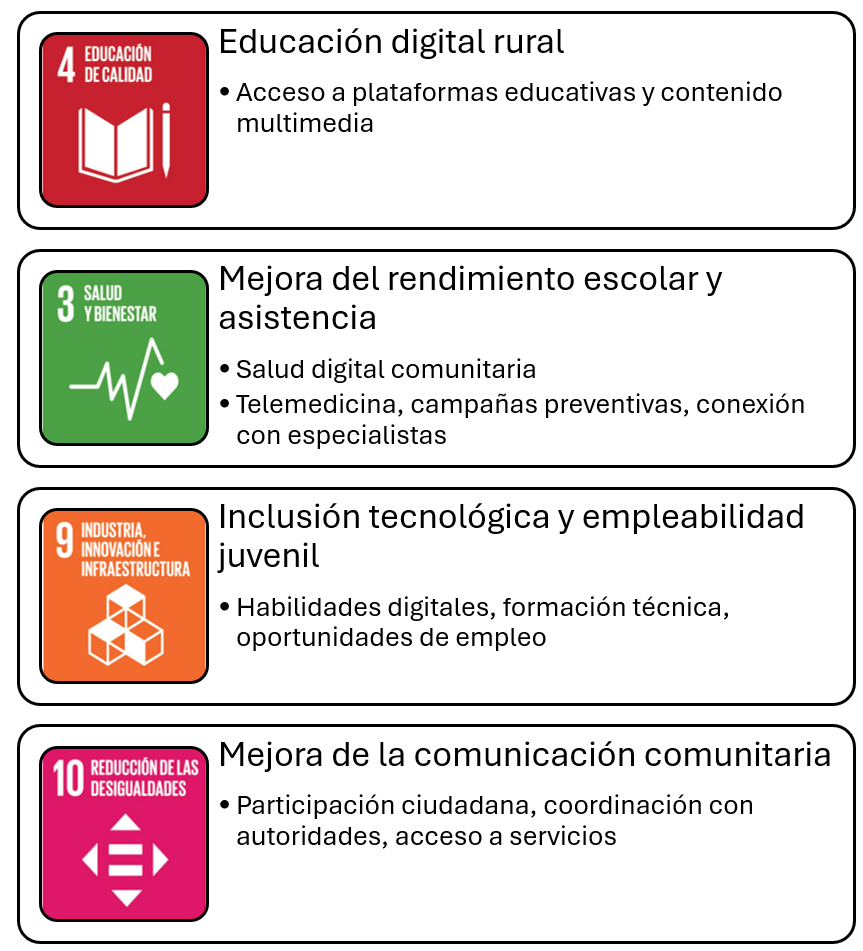 4 EDUCACIÓN
DE CALIDAD
Educación digital rural
• Acceso a plataformas educativas y contenido
multimedia
3 SALUD
Y BIENESTAR
Mejora del rendimiento escolar y
asistencia
• Salud digital comunitaria
• Telemedicina, campañas preventivas, conexión
con especialistas
9 INDUSTRIA,
INNOVACIÓN E
INFRAESTRUCTURA
Inclusión tecnológica y empleabilidad
juvenil
• Habilidades digitales, formación técnica,
oportunidades de empleo
10 REDUCCIÓN DE LAS
DESIGUALDADES
Mejora de la comunicación comunitaria
• Participación ciudadana, coordinación con
autoridades, acceso a servicios